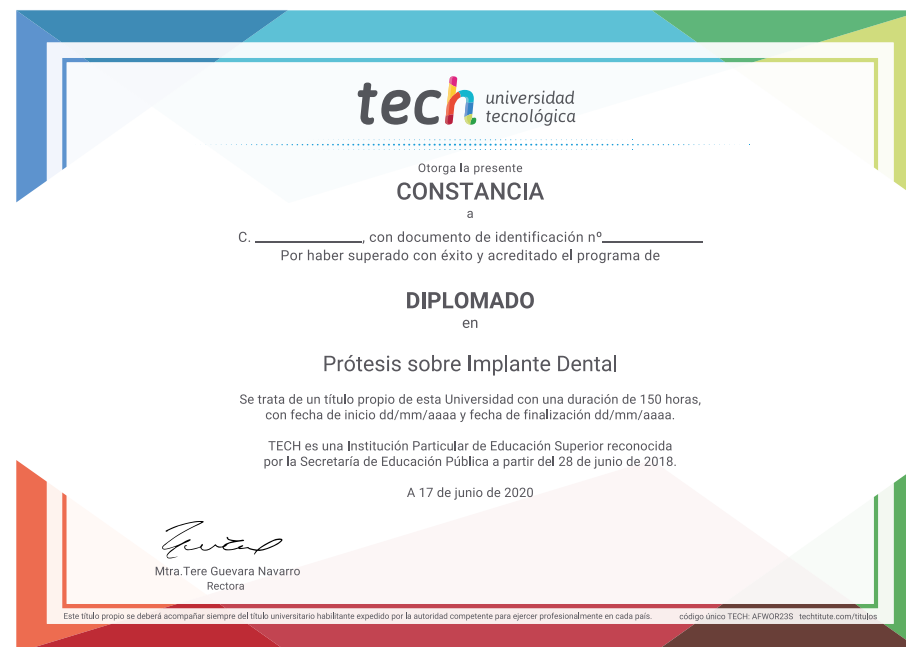 tech universidad
tecnológica
Otorga la presente
CONSTANCIA
a
C. ____________, con documento de identificación nº____________
Por haber superado con éxito y acreditado el programa de
DIPLOMADO
en
Prótesis sobre Implante Dental
Se trata de un título propio de esta Universidad con una duración de 150 horas,
con fecha de inicio dd/mm/aaaa y fecha de finalización dd/mm/aaaa.
TECH es una Institución Particular de Educación Superior reconocida
por la Secretaría de Educación Pública a partir del 28 de junio de 2018.
A 17 de junio de 2020
Mtra.Tere Guevara Navarro
Rectora
Este título propio se deberá acompañar siempre del título universitario habilitante expedido por la autoridad competente para ejercer profesionalmente en cada país. código único TECH: AFWOR23S techtitute.com/titulos